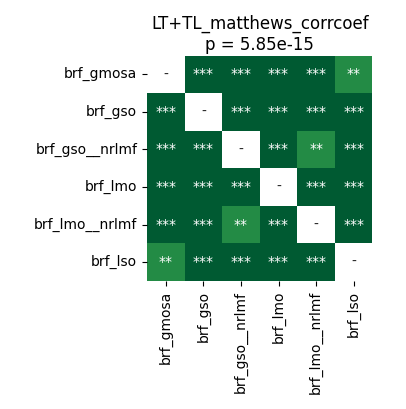 LT+TL_matthews_corrcoef
p = 5.85e-15
brf_gmosa - *** *** *** *** **
brf_gso *** - *** *** *** ***
brf_gso__nrlmf *** *** - *** ** ***
brf_lmo *** *** *** - *** ***
brf_lmo__nrlmf *** *** ** *** - ***
brf_lso ** *** *** *** *** -
brf_gmosa
brf_gso
brf_gso__nrlmf
brf_lmo
brf_lmo__nrlmf
brf_lso